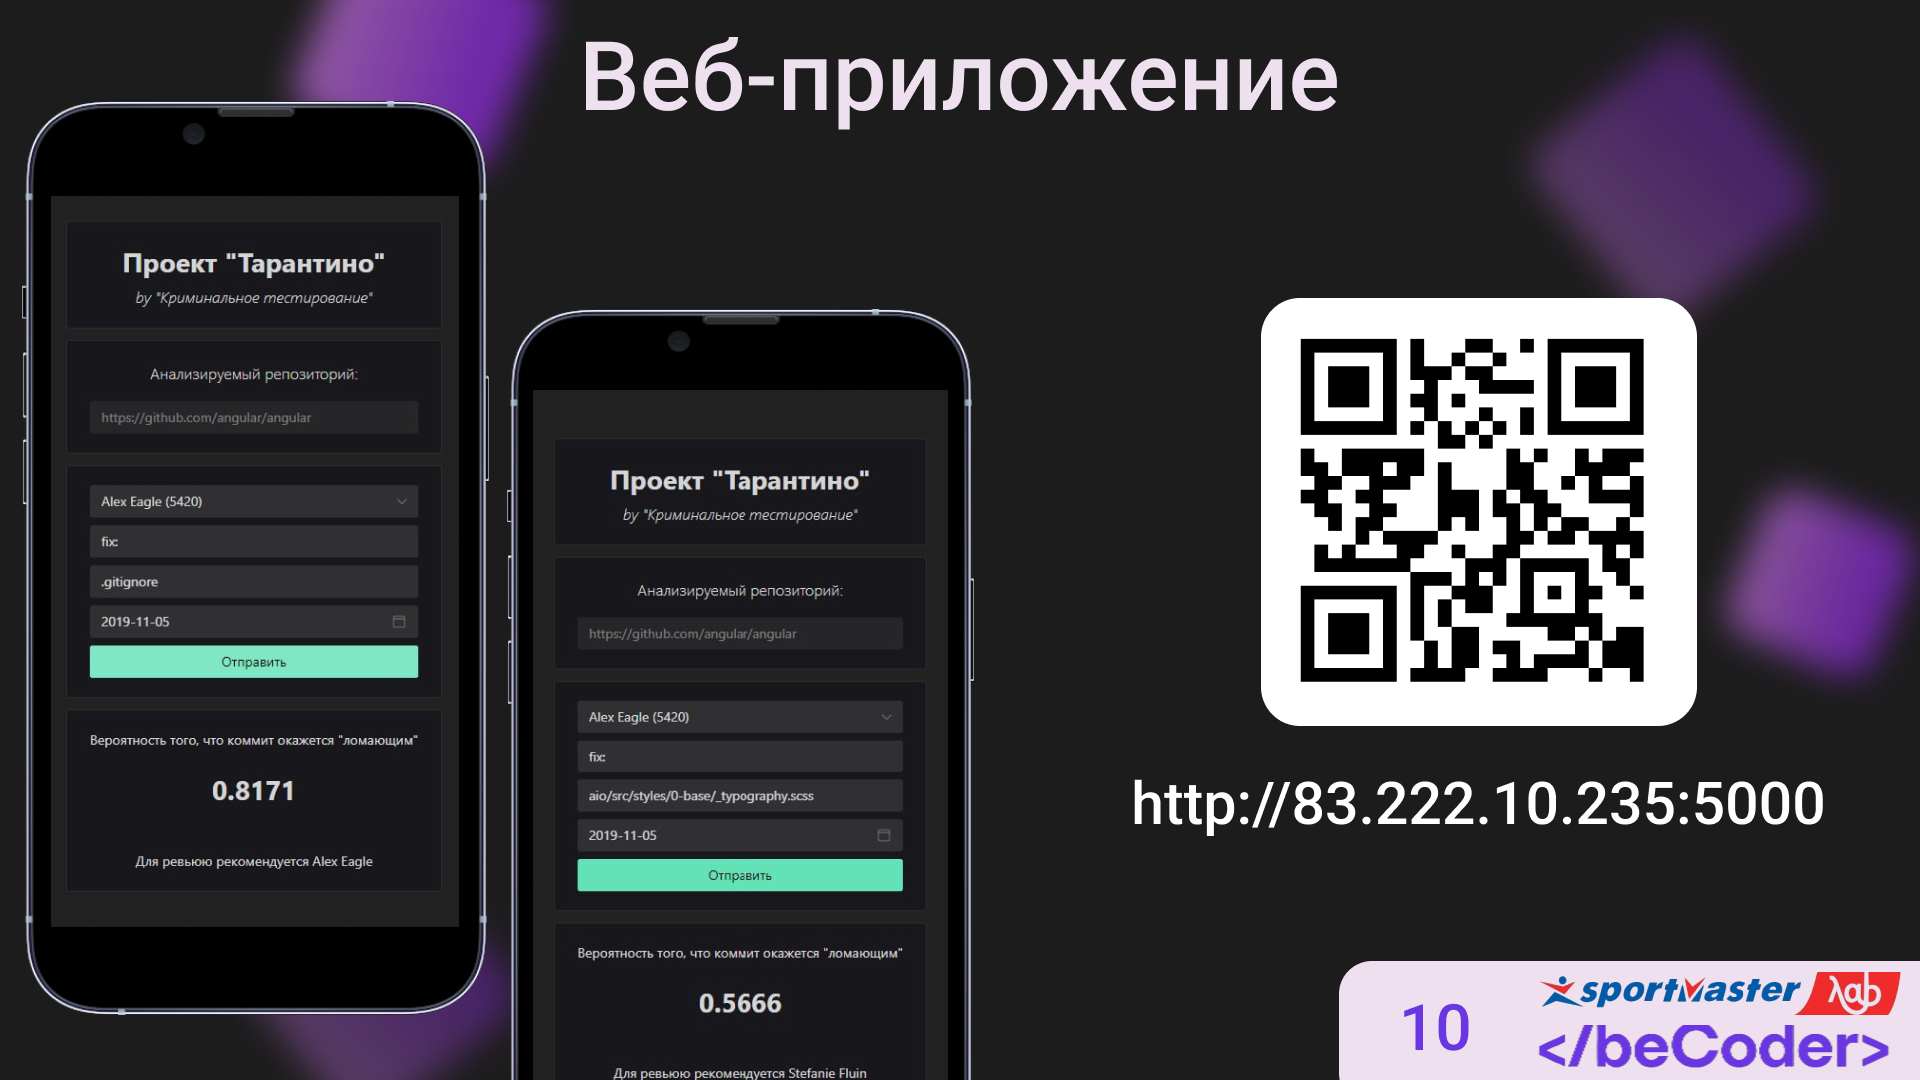 Веб-приложение
Проект "Тарантино"
by "Криминальное тестирование"
Анализируемый репозиторий:
https://github.com/angular/angular
Alex Eagle (5420)
fix:
.gitignore
2019-11-05
Отправить
Вероятность того, что коммит окажется "ломающим"
0.8171
Для ревьюю рекомендуется Alex Eagle
Проект "Тарантино"
by "Криминальное тестирование"
Анализируемый репозиторий:
https://github.com/angular/angular
Alex Eagle (5420)
fix:
aio/src/styles/0-base/_typography.scss
2019-11-05
Отправить
Вероятность того, что коммит окажется "ломающим"
0.5666
Для ревьюю рекомендуется Stefanie Fluin
http://83.222.10.235:5000
10
sportmaster λab
</beCoder>